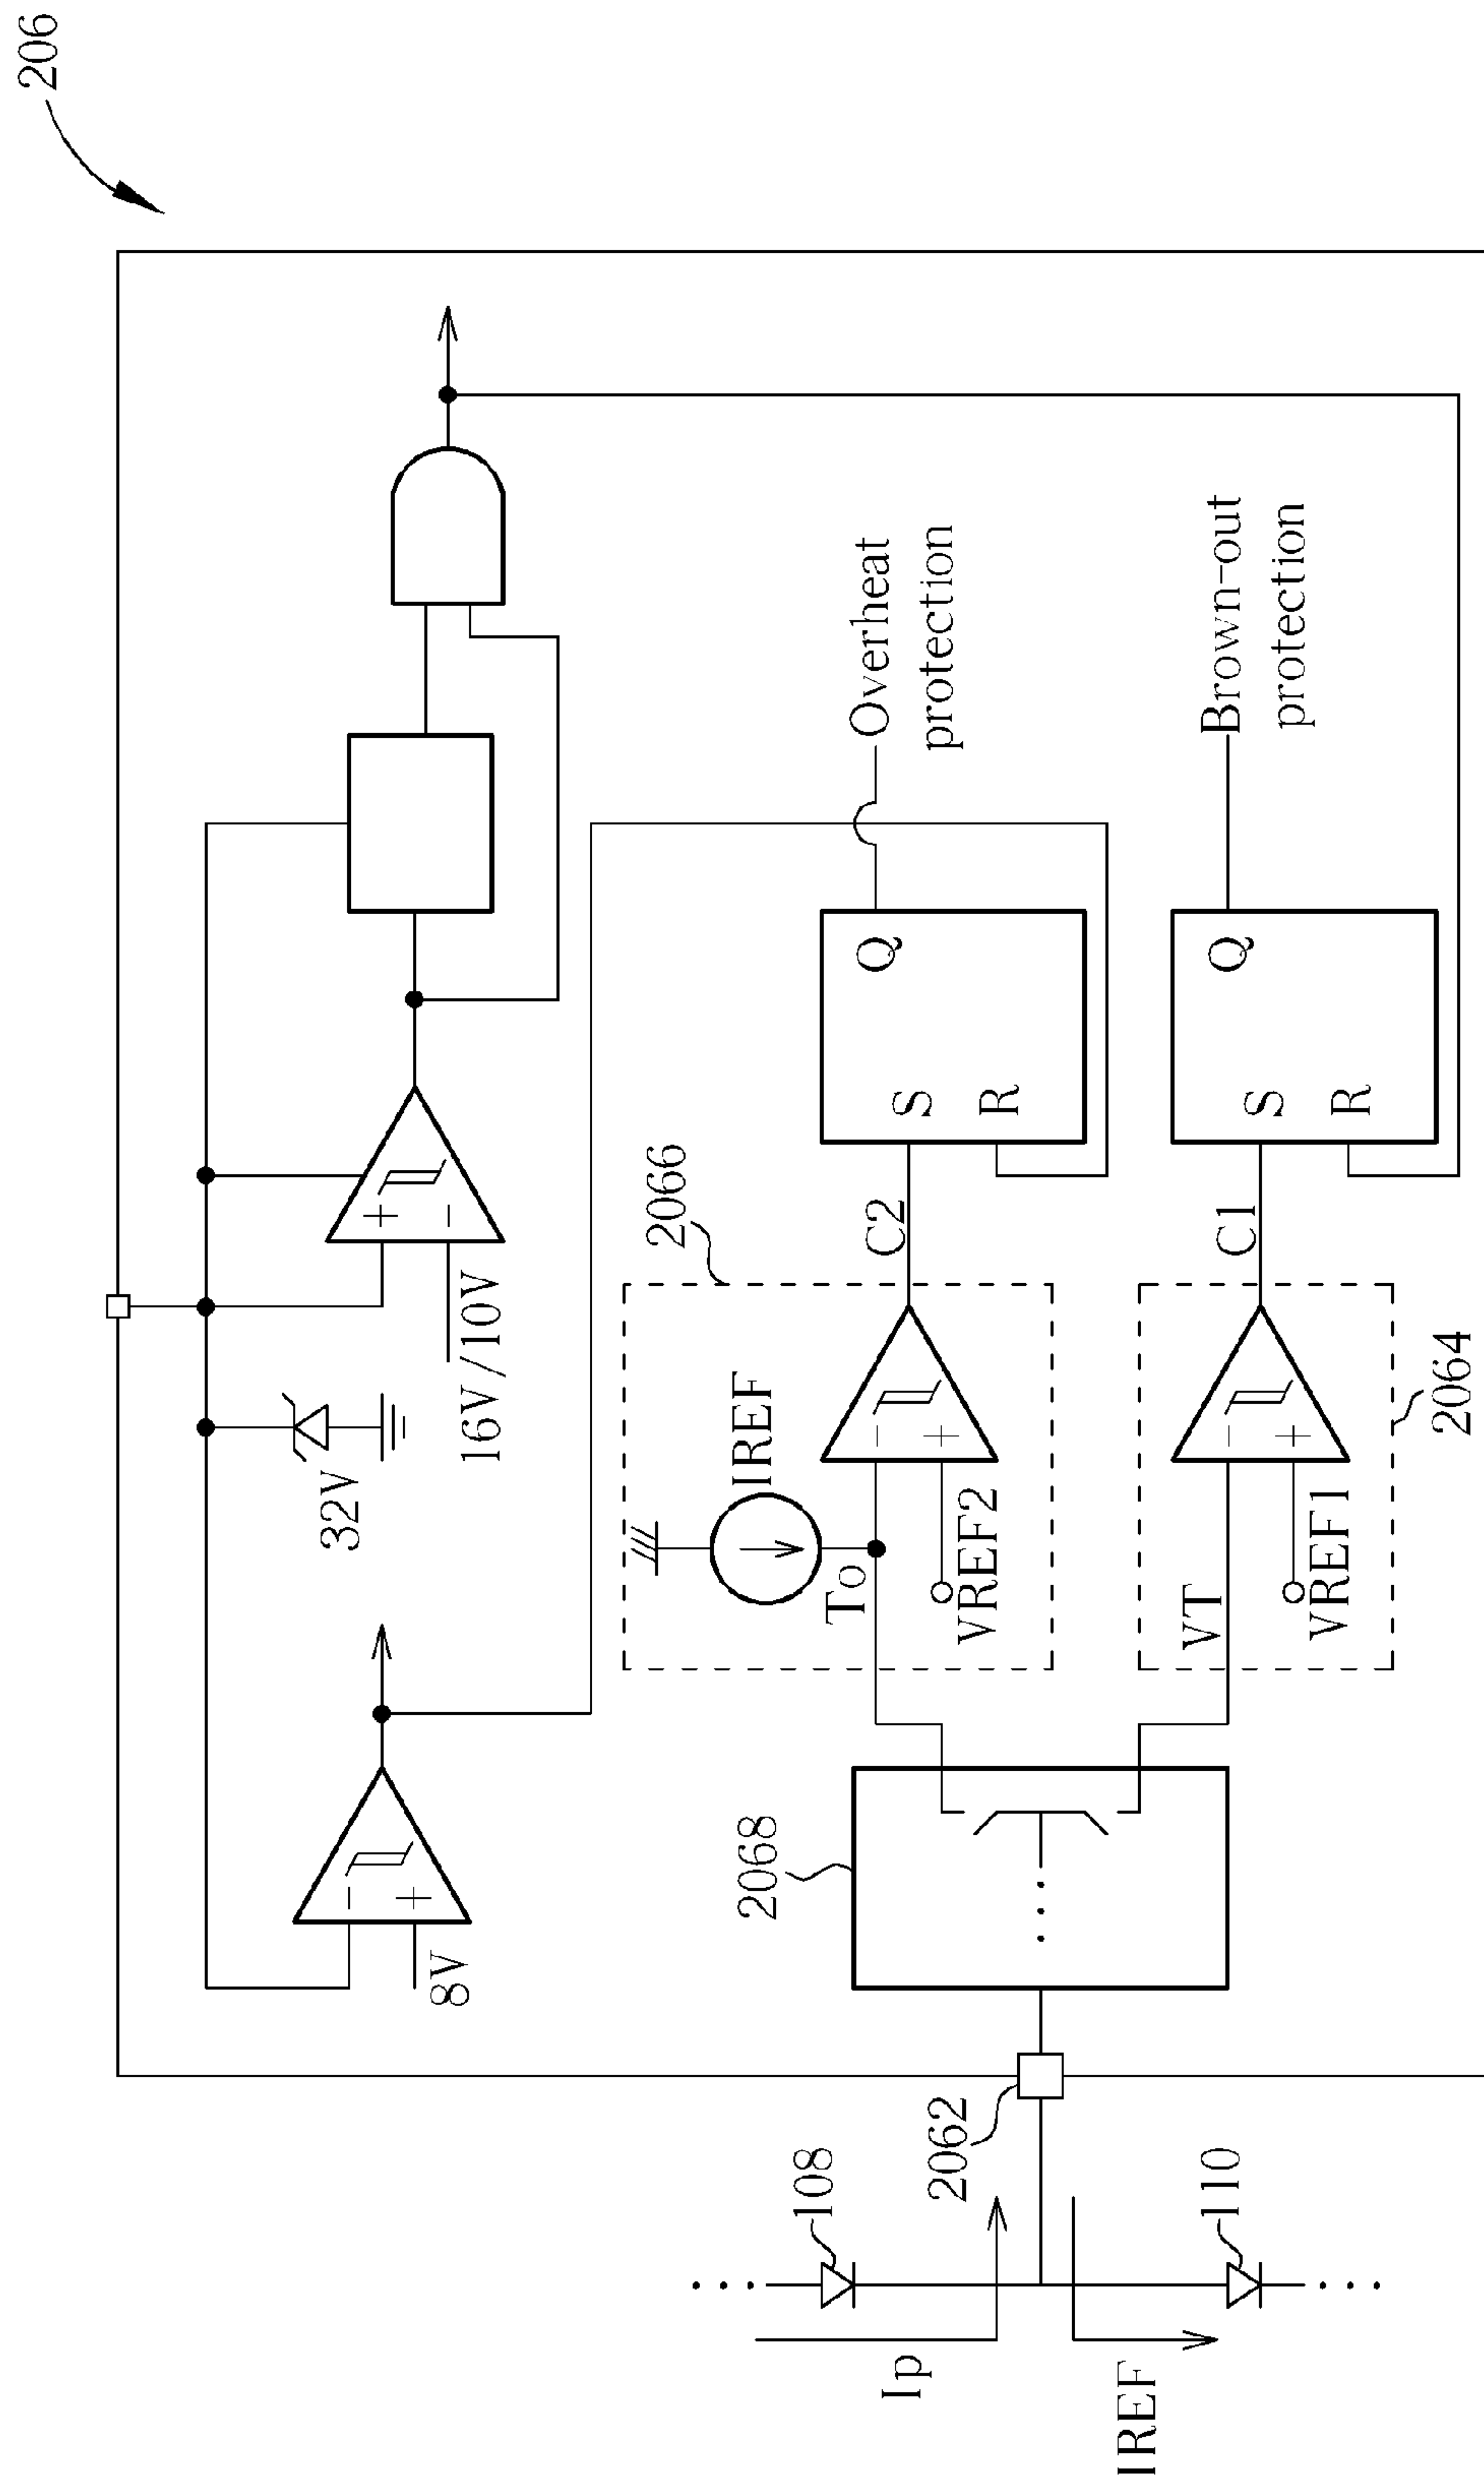 206
32V
16V/10V
8V
2066
IREF
To
VREF2
C2
S
R
Q
Overheat
protection
2068
VT
VREF1
C1
S
R
Q
Brown-out
protection
2064
2062
108
Ip
IREF
110